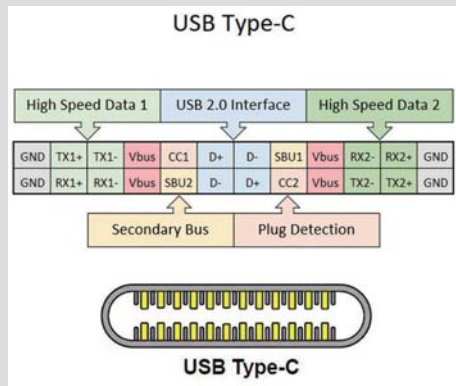 USB Type-C
High Speed Data 1 USB 2.0 Interface High Speed Data 2
GND TX1+ TX1- Vbus CC1 D+ D- SBU1 Vbus RX2- RX2+ GND
GND RX1+ RX1- Vbus SBU2 D- D+ CC2 Vbus TX2- TX2+ GND
Secondary Bus Plug Detection
USB Type-C